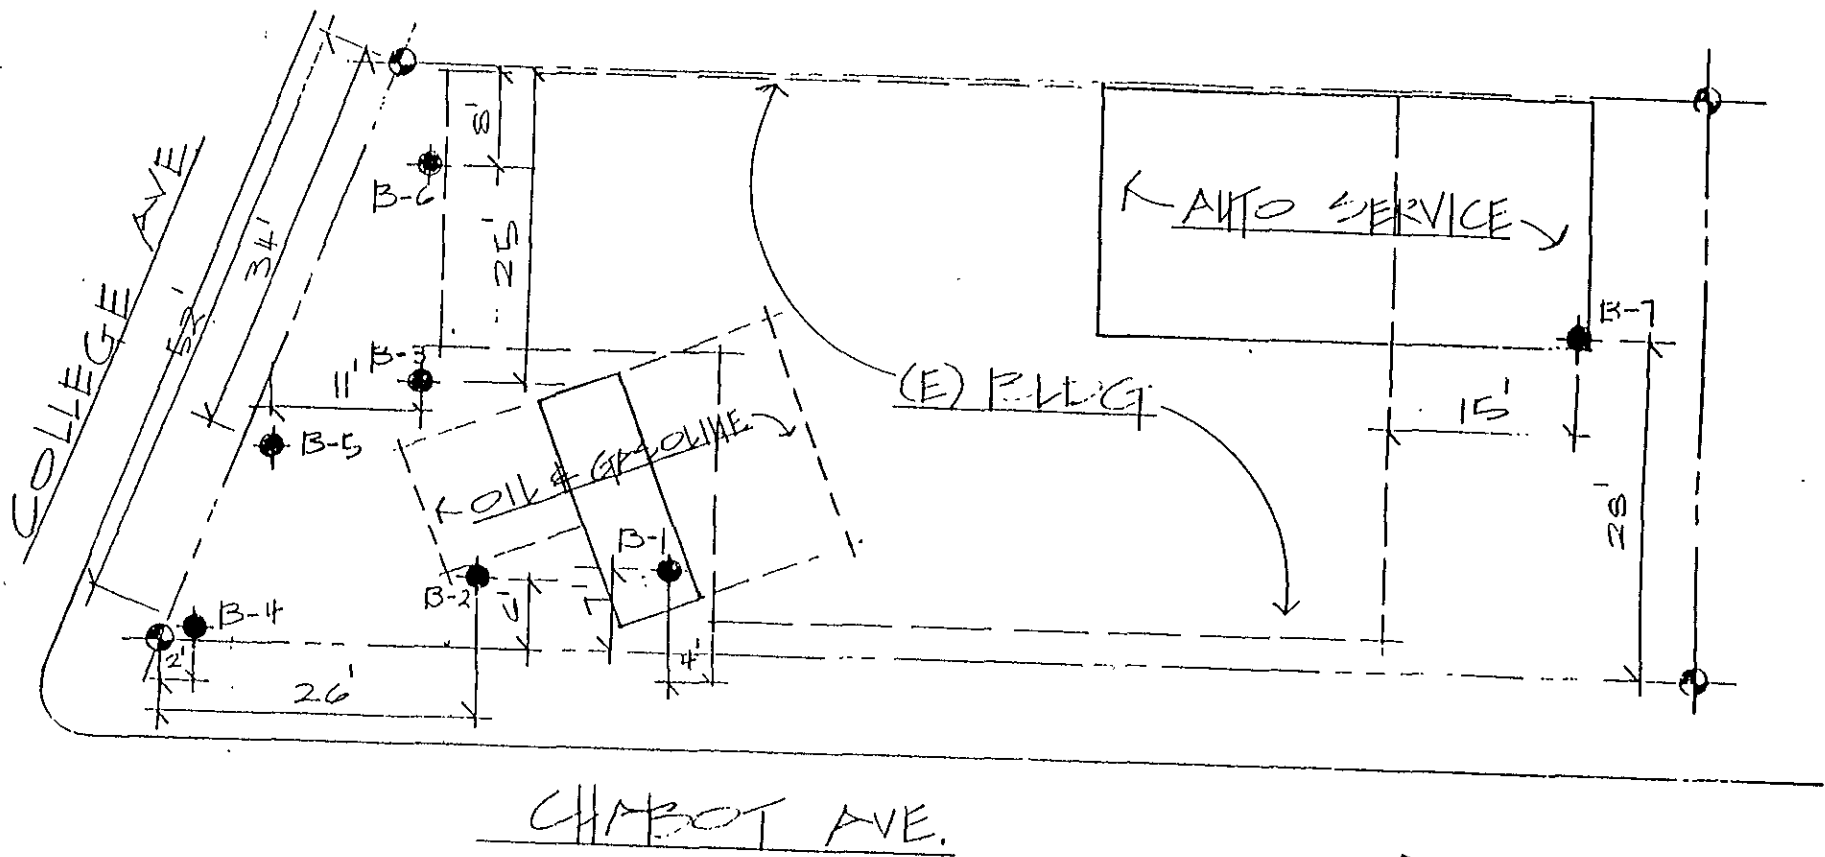 COLLEGE AVE
52'
34'
8'
25'
B-6
B-3
11'
B-5
OIL & GASOLINE
B-1
B-2
6'
7'
B-4
2'
26'
4'
AUTO SERVICE
B-7
(E) BLDG
15'
28'
CHABOT AVE.